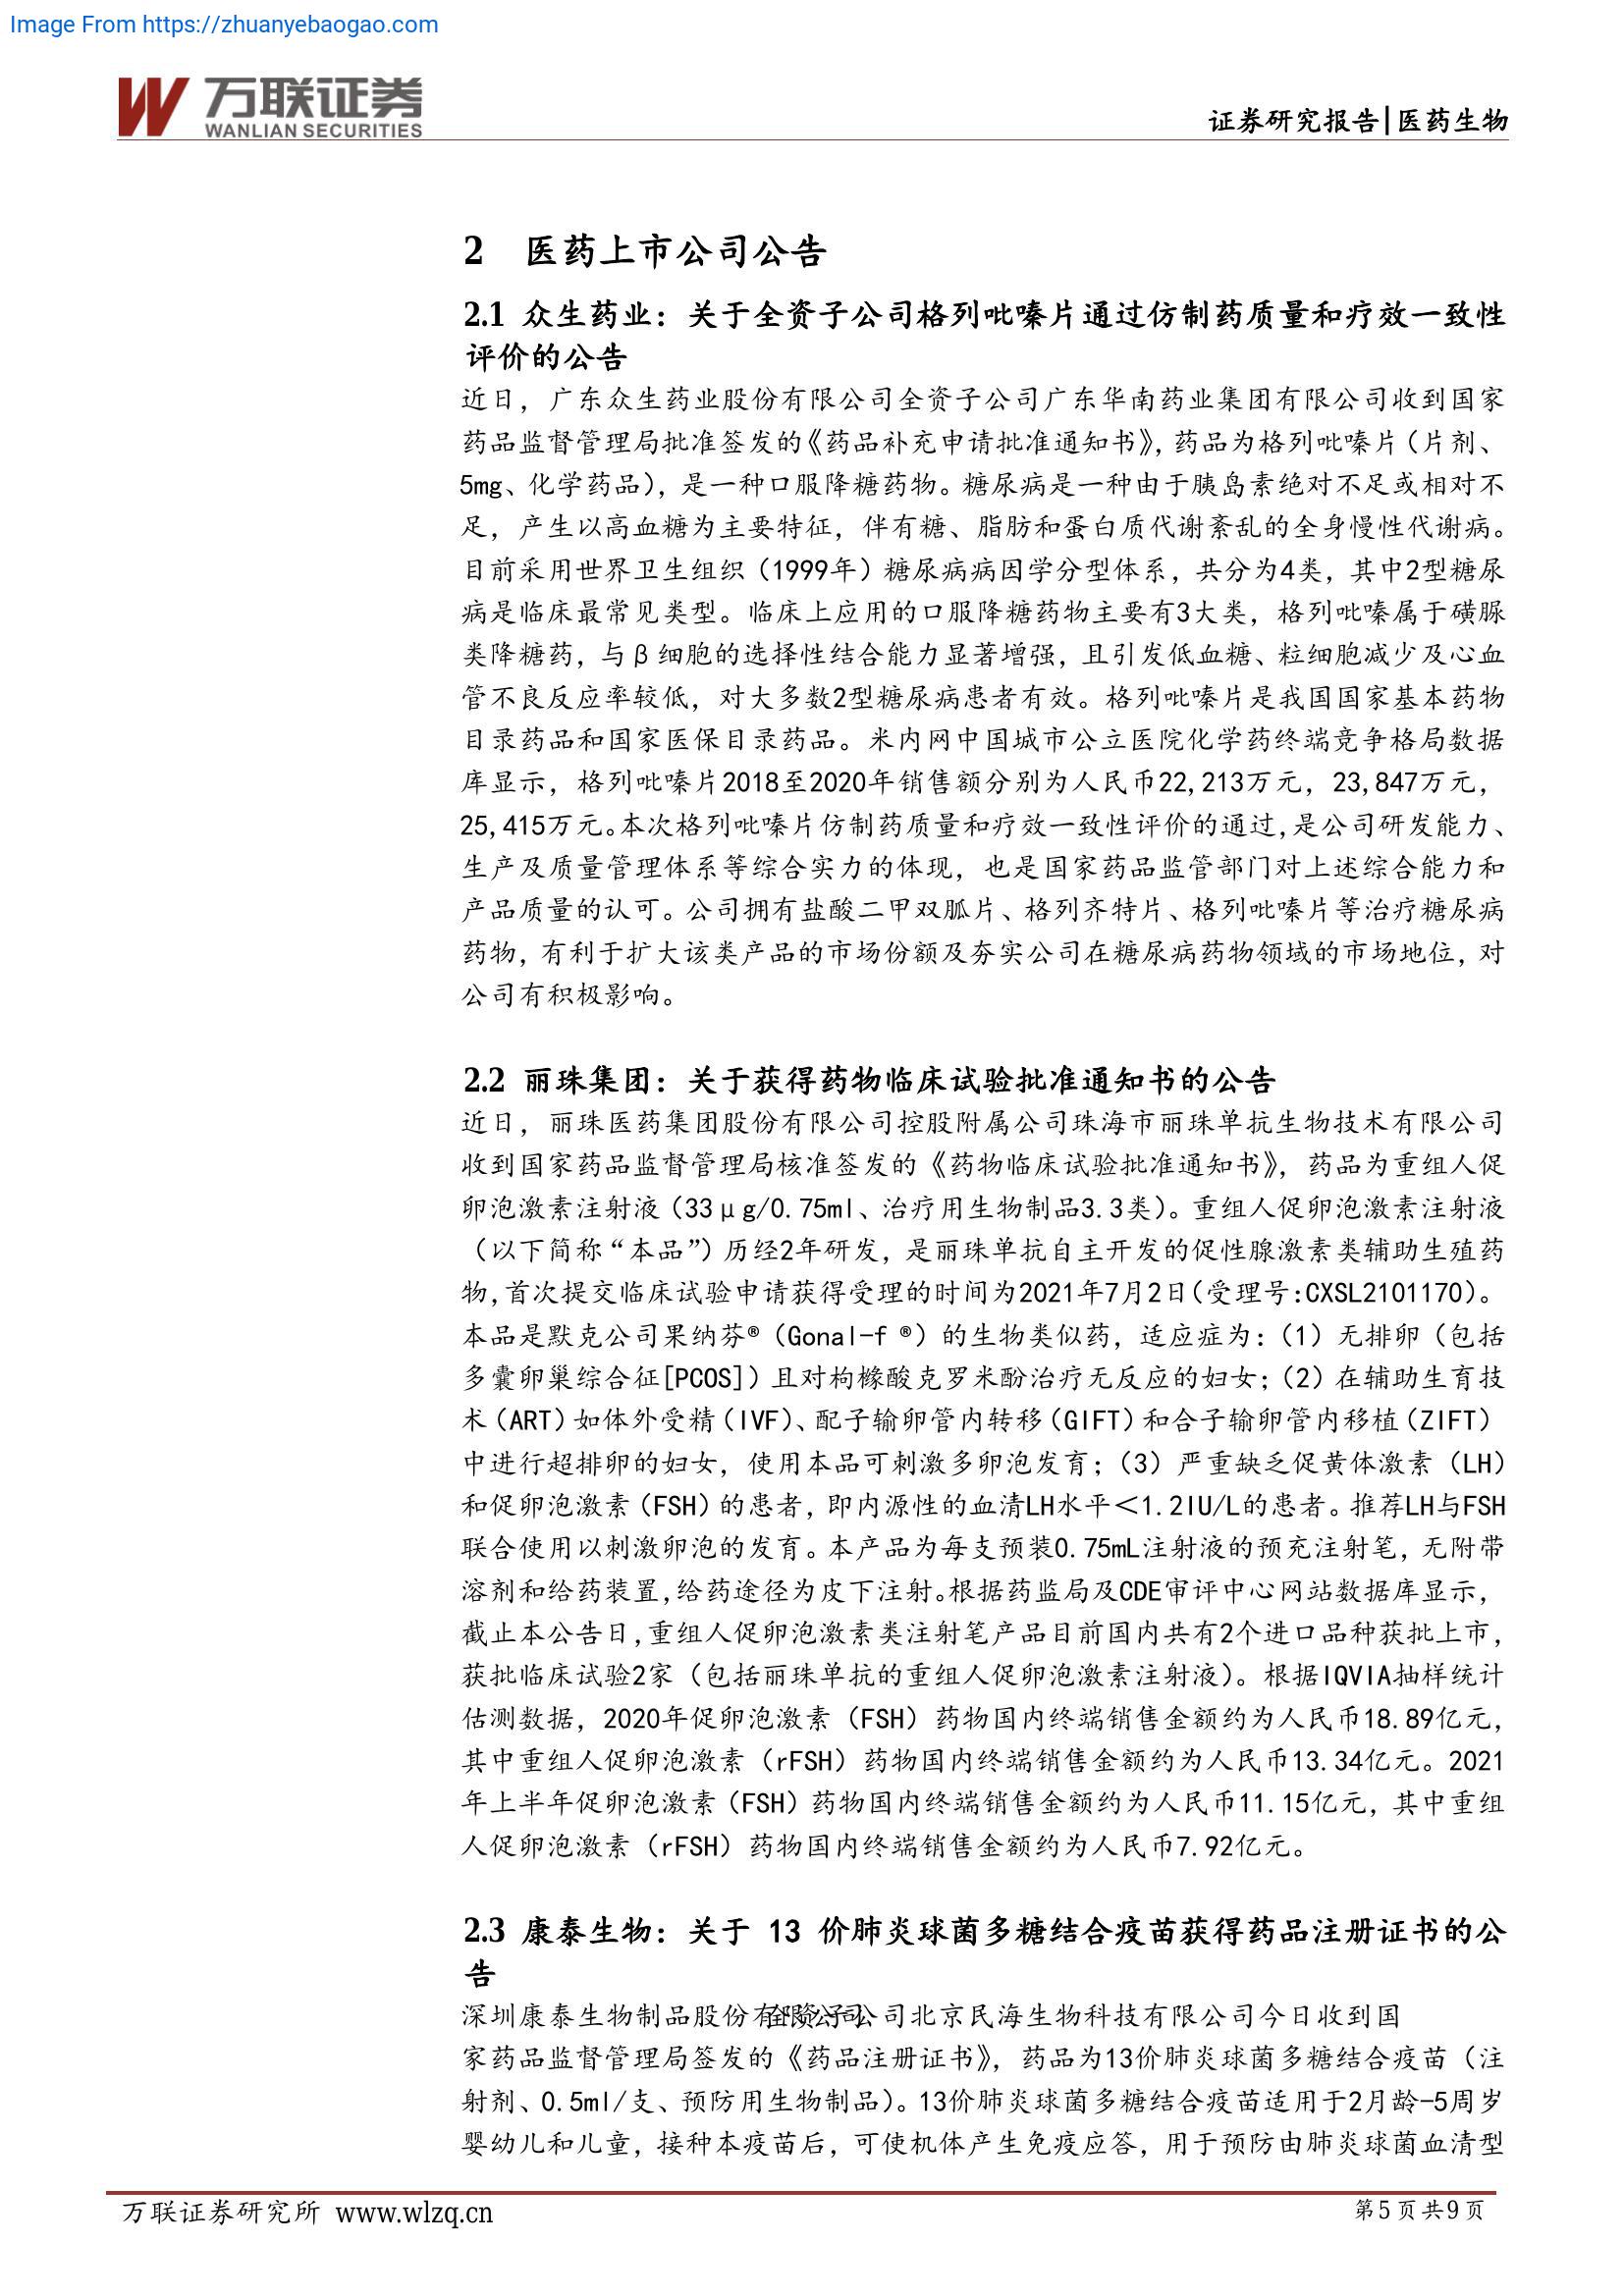 Image From https://zhuanyebaogao.com
万联证券
WANLIAN SECURITIES
证券研究报告|医药生物
2 医药上市公司公告
2.1 众生药业：关于全资子公司格列吡嗪片通过仿制药质量和疗效一致性
评价的公告
近日，广东众生药业股份有限公司全资子公司广东华南药业集团有限公司收到国家
药品监督管理局批准签发的《药品补充申请批准通知书》，药品为格列吡嗪片（片剂、
5mg、化学药品），是一种口服降糖药物。糖尿病是一种由于胰岛素绝对不足或相对不
足，产生以高血糖为主要特征，伴有糖、脂肪和蛋白质代谢紊乱的全身慢性代谢病。
目前采用世界卫生组织（1999年）糖尿病病因学分型体系，共分为4类，其中2型糖尿
病是临床最常见类型。临床上应用的口服降糖药物主要有3大类，格列吡嗪属于磺脲
类降糖药，与β细胞的选择性结合能力显著增强，且引发低血糖、粒细胞减少及心血
管不良反应率较低，对大多数2型糖尿病患者有效。格列吡嗪片是我国国家基本药物
目录药品和国家医保目录药品。米内网中国城市公立医院化学药终端竞争格局数据
库显示，格列吡嗪片2018至2020年销售额分别为人民币22,213万元，23,847万元，
25,415万元。本次格列吡嗪片仿制药质量和疗效一致性评价的通过，是公司研发能力、
生产及质量管理体系等综合实力的体现，也是国家药品监管部门对上述综合能力和
产品质量的认可。公司拥有盐酸二甲双胍片、格列齐特片、格列吡嗪片等治疗糖尿病
药物，有利于扩大该类产品的市场份额及夯实公司在糖尿病药物领域的市场地位，对
公司有积极影响。
2.2 丽珠集团：关于获得药物临床试验批准通知书的公告
近日，丽珠医药集团股份有限公司控股附属公司珠海市丽珠单抗生物技术有限公司
收到国家药品监督管理局核准签发的《药物临床试验批准通知书》，药品为重组人促
卵泡激素注射液（33μg/0.75ml、治疗用生物制品3.3类）。重组人促卵泡激素注射液
（以下简称“本品”）历经2年研发，是丽珠单抗自主开发的促性腺激素类辅助生殖药
物，首次提交临床试验申请获得受理的时间为2021年7月2日（受理号：CXSL2101170）。
本品是默克公司果纳芬®（Gonal-f ®）的生物类似药，适应症为：（1）无排卵（包括
多囊卵巢综合征[PCOS]）且对枸橼酸克罗米酚治疗无反应的妇女；（2）在辅助生育技
术（ART）如体外受精（IVF）、配子输卵管内转移（GIFT）和合子输卵管内移植（ZIFT）
中进行超排卵的妇女，使用本品可刺激多卵泡发育；（3）严重缺乏促黄体激素（LH）
和促卵泡激素（FSH）的患者，即内源性的血清LH水平＜1.2IU/L的患者。推荐LH与FSH
联合使用以刺激卵泡的发育。本产品为每支预装0.75mL注射液的预充注射笔，无附带
溶剂和给药装置，给药途径为皮下注射。根据药监局及CDE审评中心网站数据库显示，
截止本公告日，重组人促卵泡激素类注射笔产品目前国内共有2个进口品种获批上市，
获批临床试验2家（包括丽珠单抗的重组人促卵泡激素注射液）。根据IQVIA抽样统计
估测数据，2020年促卵泡激素（FSH）药物国内终端销售金额约为人民币18.89亿元，
其中重组人促卵泡激素（rFSH）药物国内终端销售金额约为人民币13.34亿元。2021
年上半年促卵泡激素（FSH）药物国内终端销售金额约为人民币11.15亿元，其中重组
人促卵泡激素（rFSH）药物国内终端销售金额约为人民币7.92亿元。
2.3 康泰生物：关于 13 价肺炎球菌多糖结合疫苗获得药品注册证书的公
告
深圳康泰生物制品股份有限公司全资子公司北京民海生物科技有限公司今日收到国
家药品监督管理局签发的《药品注册证书》，药品为13价肺炎球菌多糖结合疫苗（注
射剂、0.5ml/支、预防用生物制品）。13价肺炎球菌多糖结合疫苗适用于2月龄-5周岁
婴幼儿和儿童，接种本疫苗后，可使机体产生免疫应答，用于预防由肺炎球菌血清型
万联证券研究所 www.wlzq.cn
第5页共9页